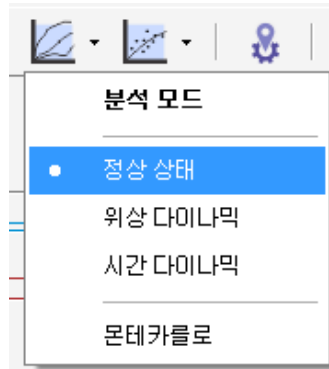 분석 모드
정상 상태
위상 다이나믹
시간 다이나믹
몬테카를로